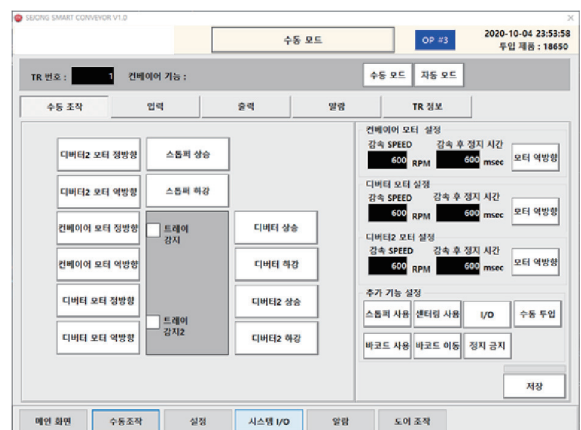 SEJONG SMART CONVEYOR V1.0
수동 모드
OP #3
2020-10-04 23:53:58
투입 제품 : 18650
TR 번호 : 1 컨베이어 기능 :
수동 모드 자동 모드
수동 조작 입력 출력 알람 TR 정보
디버터2 모터 정방향 스톱퍼 상승
디버터2 모터 역방향 스톱퍼 하강
컨베이어 모터 정방향
트레이
감지
디버터 상승
컨베이어 모터 역방향
디버터 하강
디버터 모터 정방향
디버터2 상승
디버터 모터 역방향
트레이
감지2
디버터2 하강
컨베이어 모터 설정
감속 SPEED 감속 후 정지 시간
600 RPM 600 msec 모터 역방향
디버터 모터 설정
감속 SPEED 감속 후 정지 시간
600 RPM 600 msec 모터 역방향
디버터2 모터 설정
감속 SPEED 감속 후 정지 시간
600 RPM 600 msec 모터 역방향
추가 기능 설정
스톱퍼 사용 센터링 사용 I/O 수동 투입
바코드 사용 바코드 이동 정지 금지
저장
메인 화면 수동조작 설정 시스템 I/O 알람 도어 조작